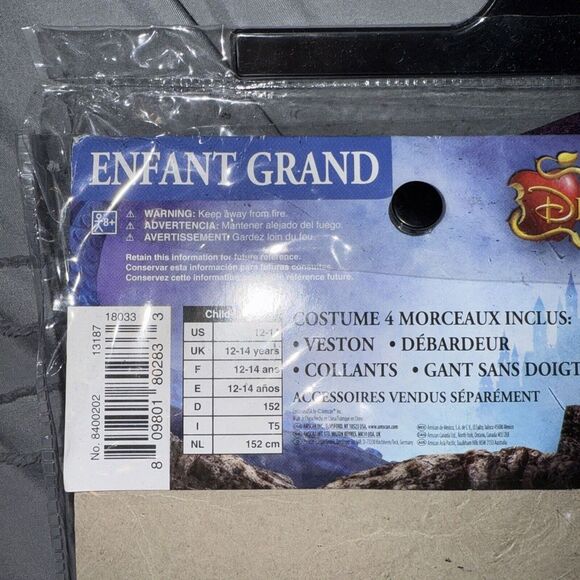 ENFANT GRAND
8+
WARNING: Keep away from fire.
ADVERTENCIA: Mantener alejado del fuego.
AVERTISSEMENT: Gardez loin du feu.
Retain this information for future reference.
Conservar esta información para futuras consultas.
Conservez cette information référence future.
No. 8400202
13187 18033
8 09801 80283 3
Child
US 12-14
UK 12-14 years
F 12-14 ans
E 12-14 años
D 152
I T5
NL 152 cm
COSTUME 4 MORCEAUX INCLUS:
• VESTON • DÉBARDEUR
• COLLANTS • GANT SANS DOIGT
ACCESSOIRES VENDUS SÉPARÉMENT